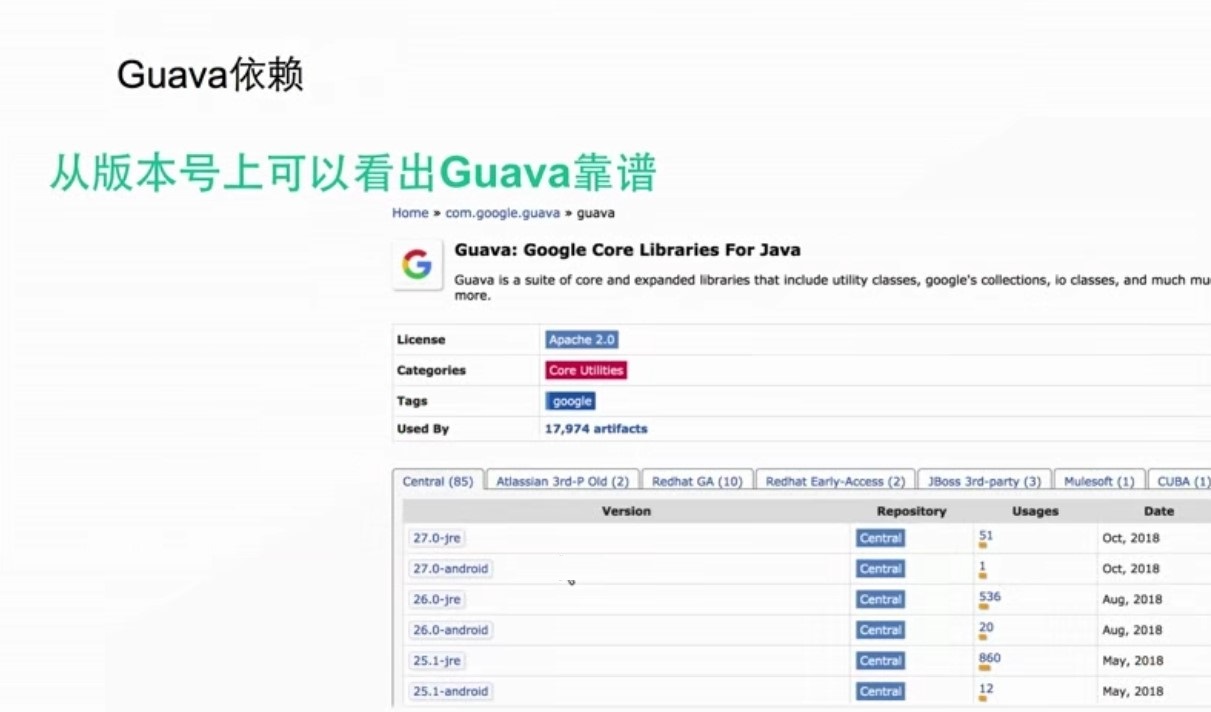 Guava依赖
从版本号上可以看出Guava靠谱
Home » com.google.guava » guava
Guava: Google Core Libraries For Java
Guava is a suite of core and expanded libraries that include utility classes, google's collections, io classes, and much
more.
License Apache 2.0
Categories Core Utilities
Tags google
Used By 17,974 artifacts
Central (85) Atlassian 3rd-P Old (2) Redhat GA (10) Redhat Early-Access (2) JBoss 3rd-party (3) Mulesoft (1) CUBA (1)
Version Repository Usages Date
27.0-jre Central 51 Oct, 2018
27.0-android Central 1 Oct, 2018
26.0-jre Central 536 Aug, 2018
26.0-android Central 20 Aug, 2018
25.1-jre Central 860 May, 2018
25.1-android Central 12 May, 2018